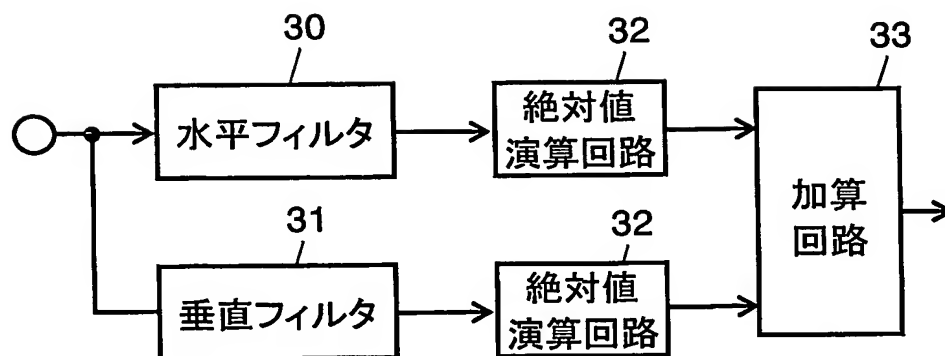 30
32
33
水平フィルタ
絶対値
演算回路
加算
回路
31
32
垂直フィルタ
絶対値
演算回路